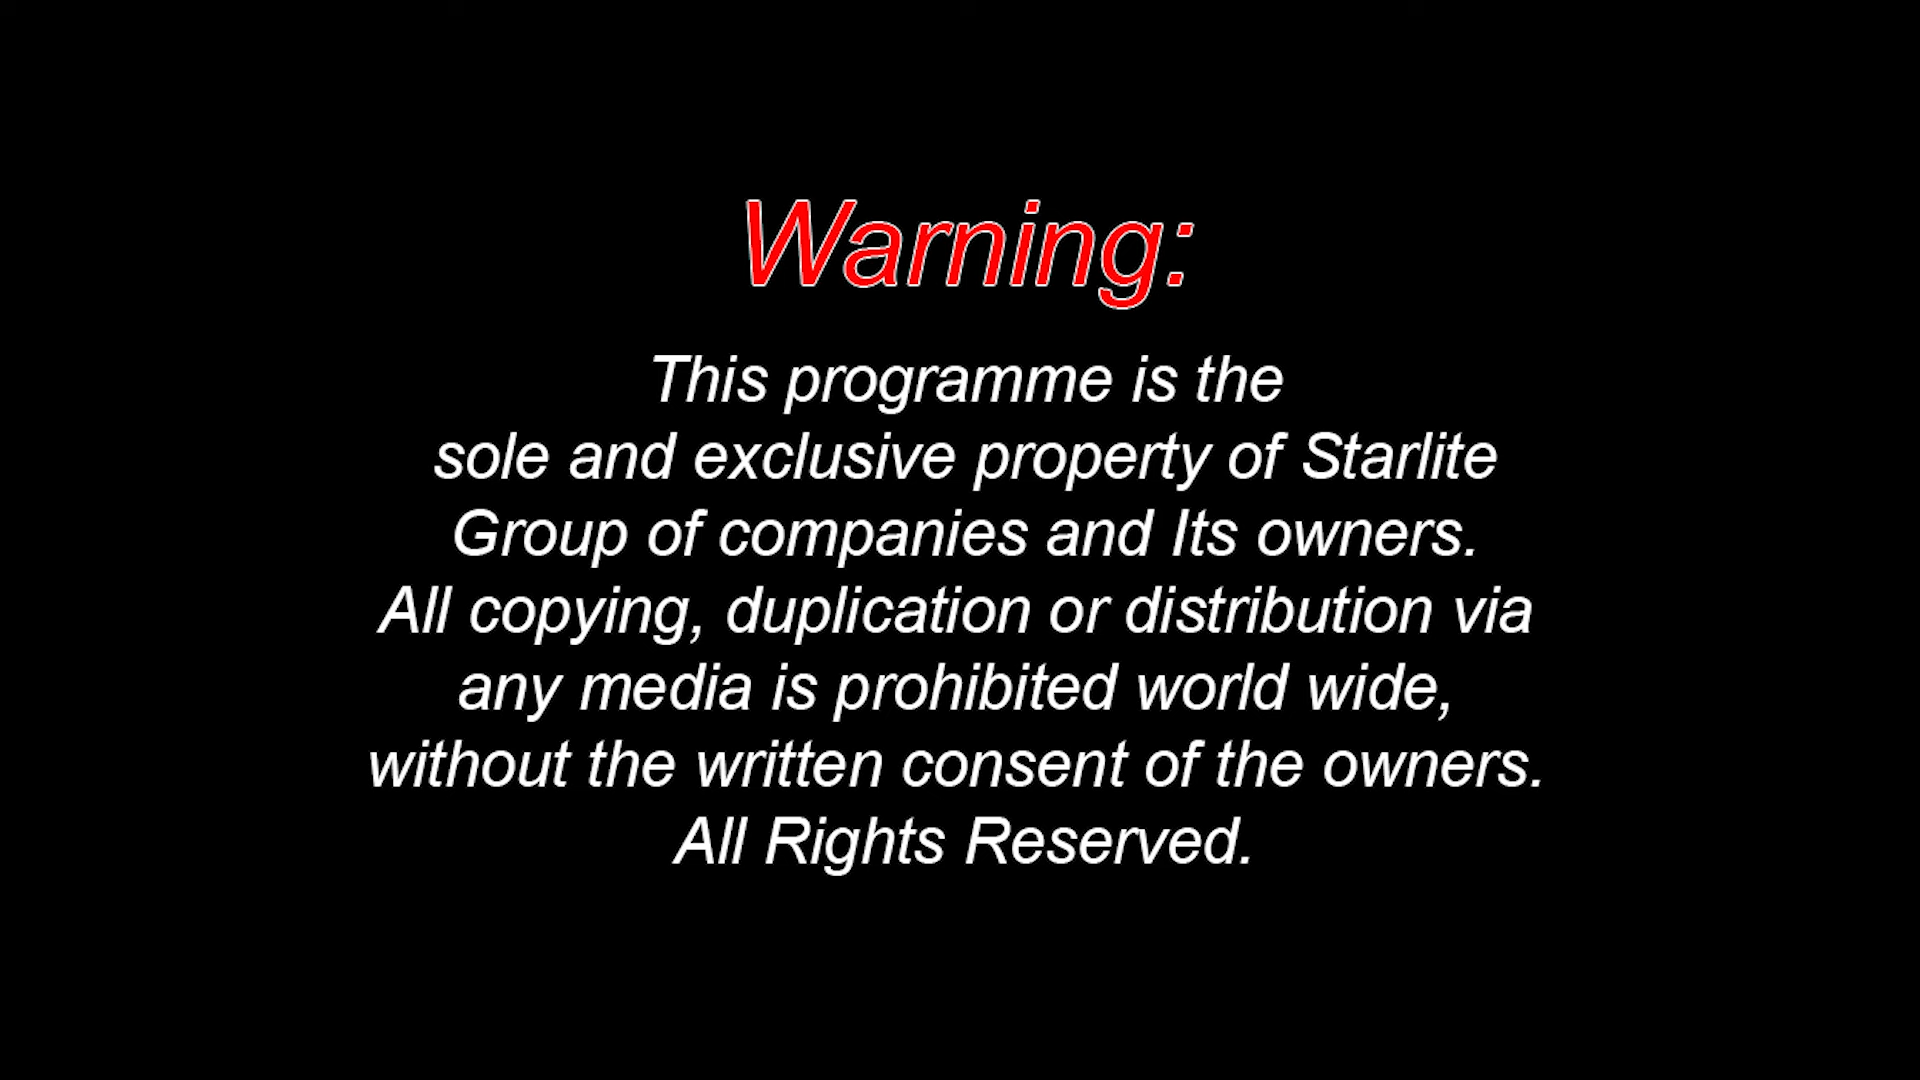 Warning:
This programme is the
sole and exclusive property of Starlite
Group of companies and Its owners.
All copying, duplication or distribution via
any media is prohibited world wide,
without the written consent of the owners.
All Rights Reserved.